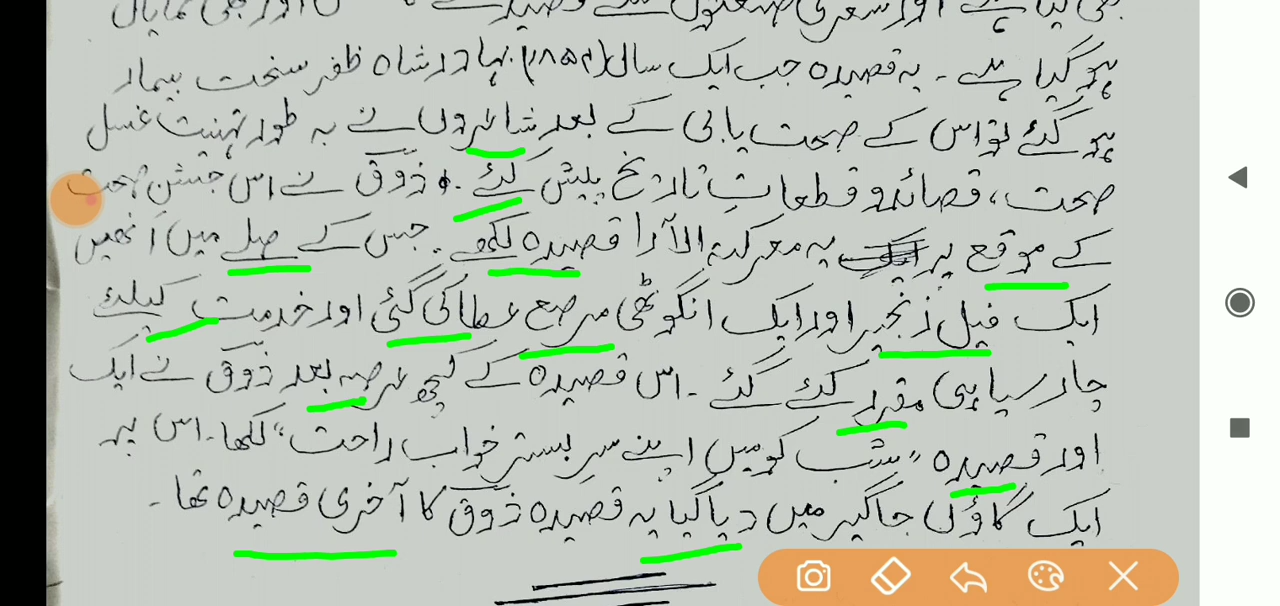 ہو گیا ہے ۔ یہ قصیدہ جب ایک سال (۱۸۵۲) بہادر شاہ ظفر سخت بیمار
ہو گئے تو اس کے صحت یابی کے بعد شاعروں نے بہ طور تہنیت غسل
صحت، قصائد و قطعاتِ تاریخ پیش کئے ۔ ذوق نے اس جشن صحت
کے موقع پر یہ معرکۃ الآرا قصیدہ لکھے ۔ جس کے صلے میں انھیں
ایک فیل زنجیر اور ایک انگوٹھی مرصع عطا کی گئی اور خدمت کیلئے
چار سپاہی مقرر کئے گئے ۔ اس قصیدہ کے کچھ عرصہ بعد ذوق نے ایک
اور قصیدہ "شب کو میں اپنے سر بستر خواب راحت" لکھا ۔ اس پہ
ایک گاؤں جاگیر میں دیا گیا یہ قصیدہ ذوق کا آخری قصیدہ تھا ۔